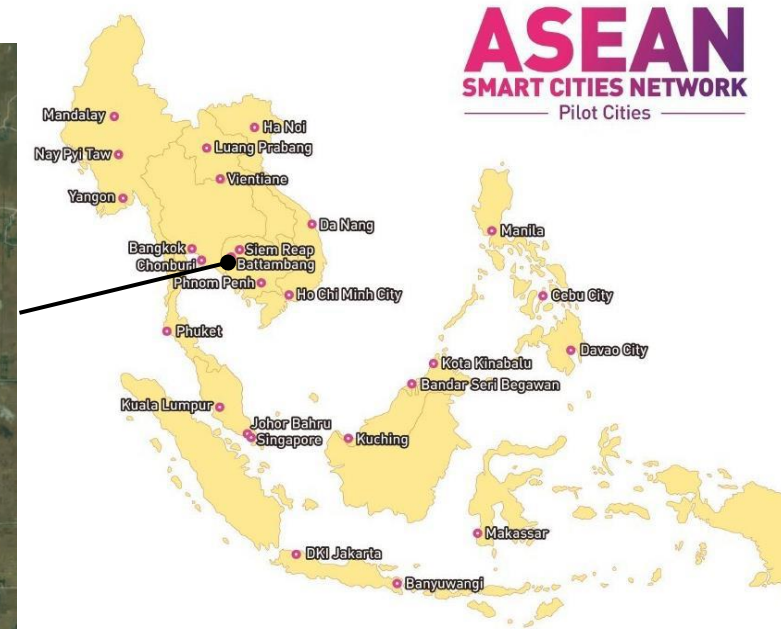 ASEAN
SMART CITIES NETWORK
Pilot Cities
Mandalay
Ha Noi
Luang Prabang
Nay Pyi Taw
Vientiane
Yangon
Da Nang
Manila
Bangkok
Siem Reap
Chonburi
Battambang
Phnom Penh
Ho Chi Minh City
Cebu City
Phuket
Davao City
Kota Kinabalu
Bandar Seri Begawan
Kuala Lumpur
Johor Bahru
Singapore
Kuching
Makassar
DKI Jakarta
Banyuwangi